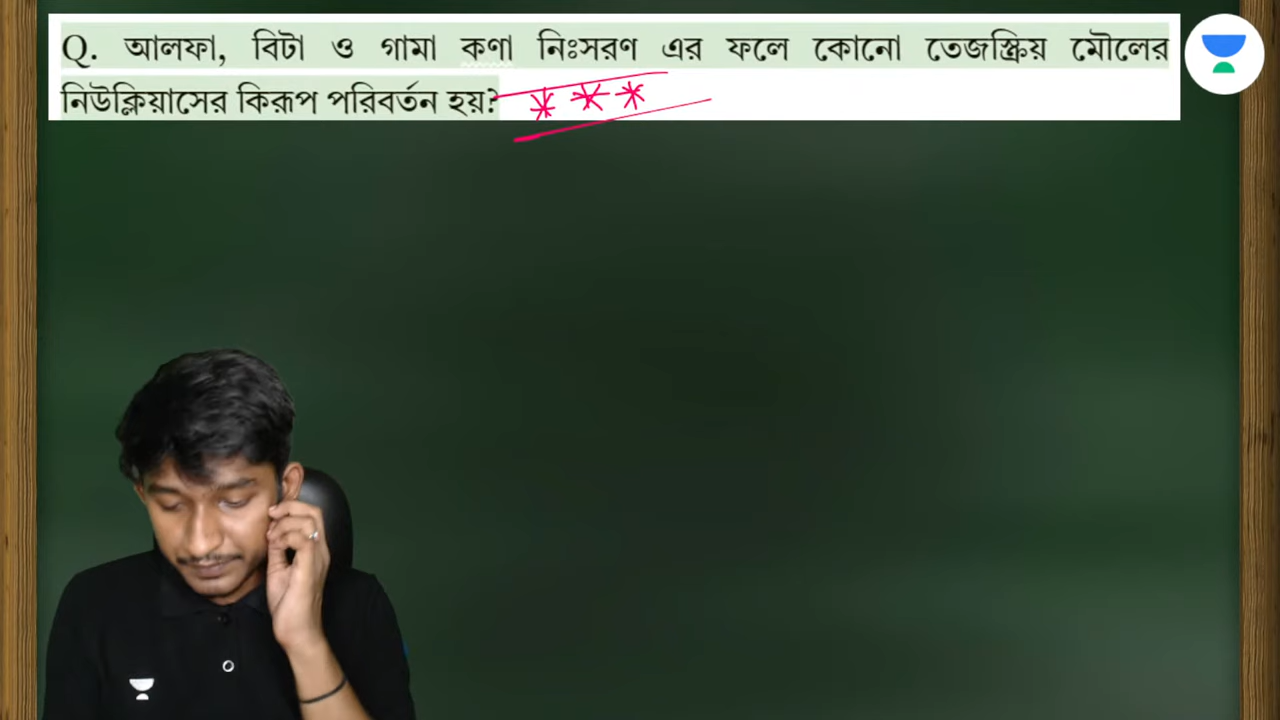 Q. আলফা, বিটা ও গামা কণা নিঃসরণ এর ফলে কোনো তেজস্ক্রিয় মৌলের
নিউক্লিয়াসের কিরূপ পরিবর্তন হয়? ***